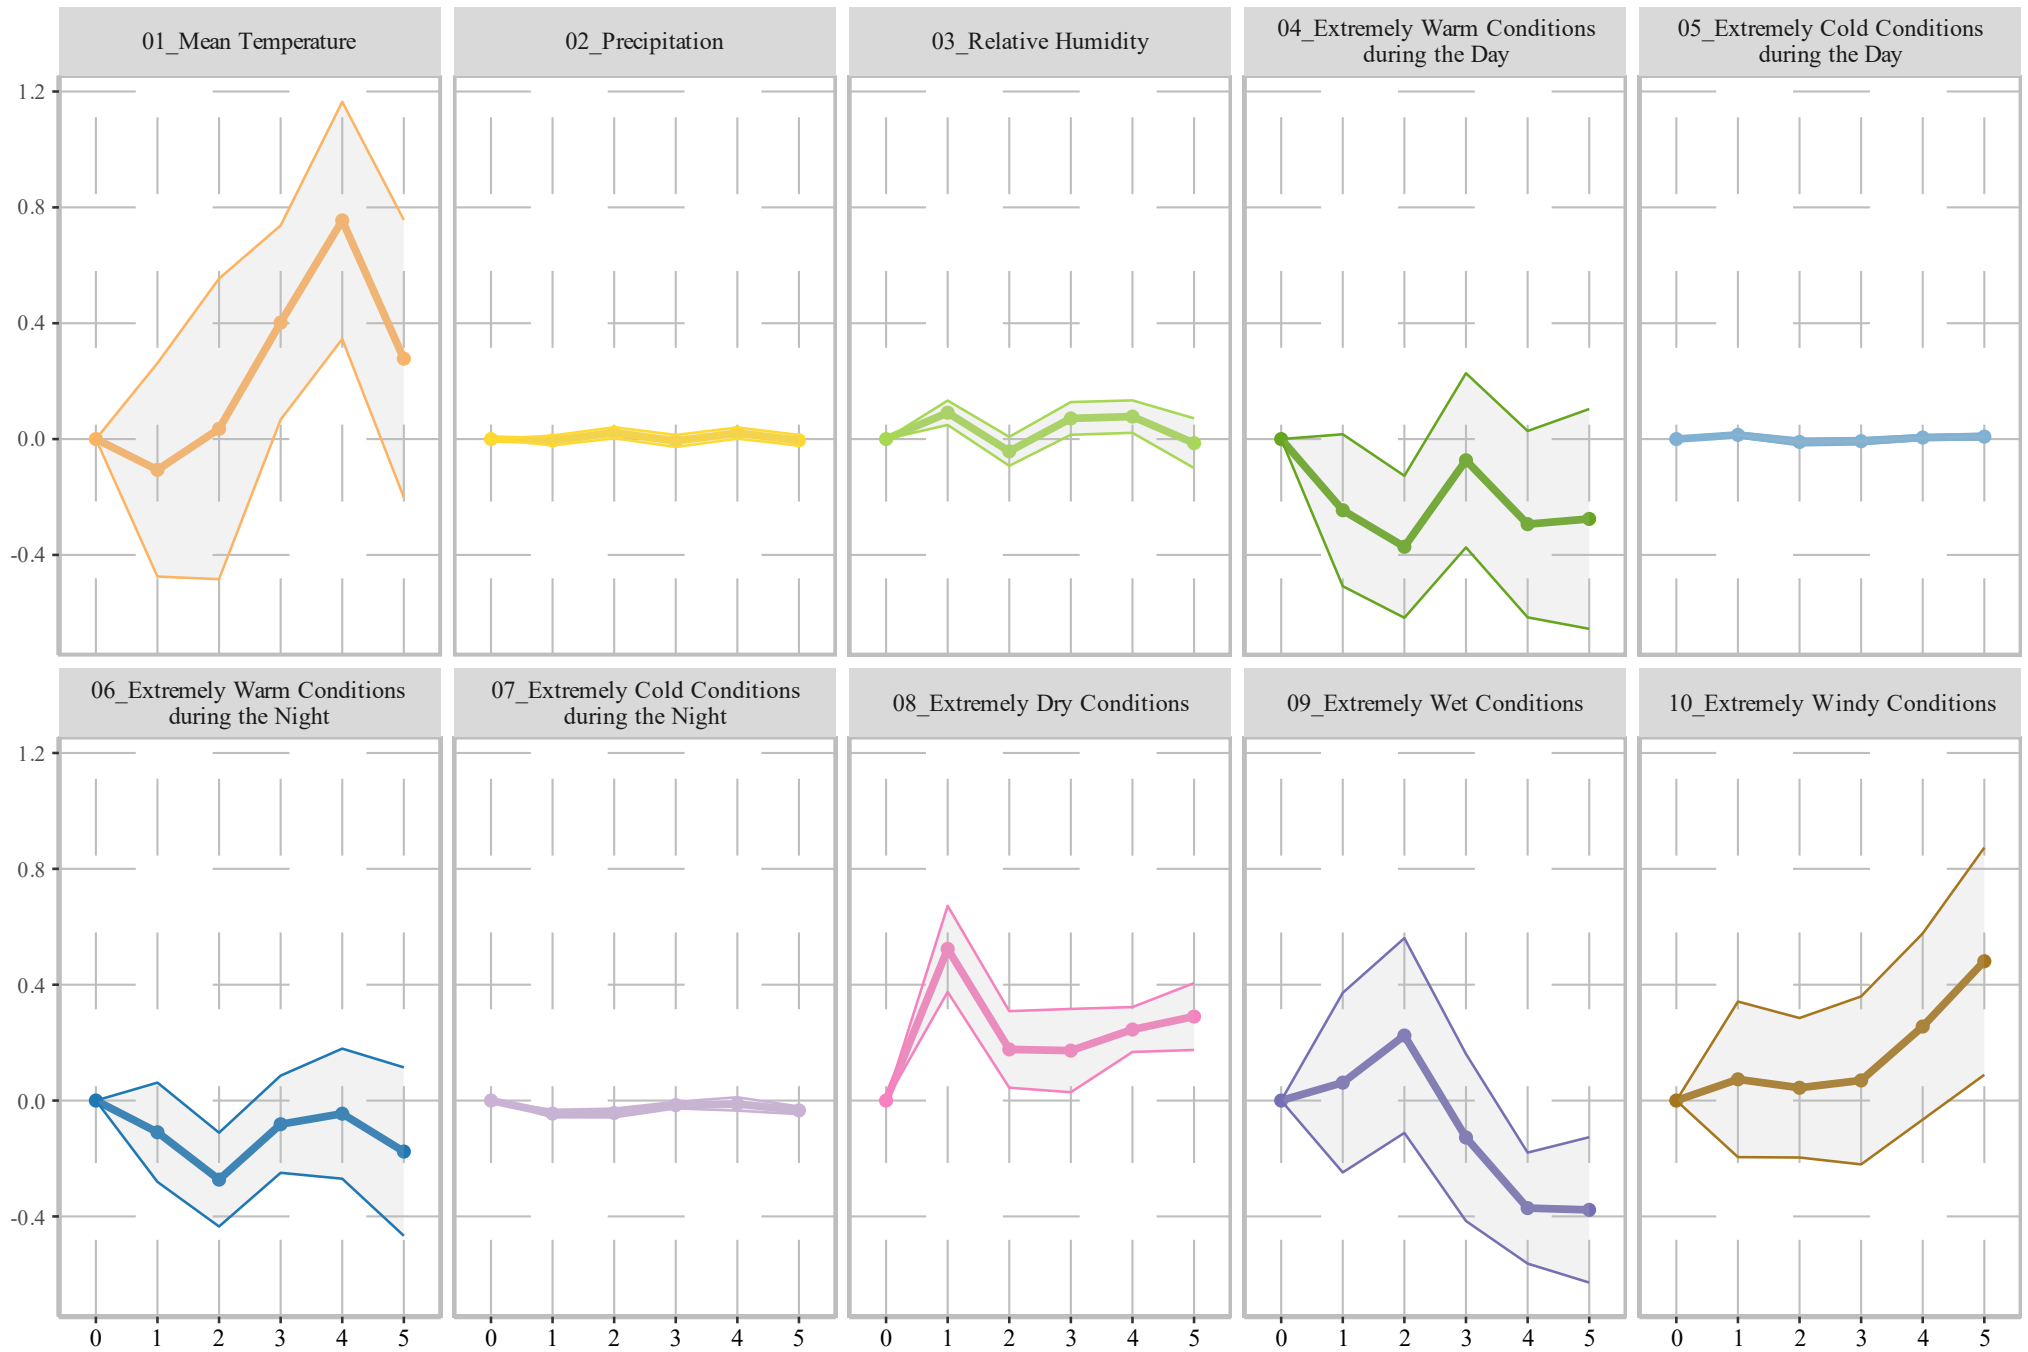 01_Mean Temperature
02_Precipitation
03_Relative Humidity
04_Extremely Warm Conditions
during the Day
05_Extremely Cold Conditions
during the Day
1.2
0.8
0.4
0.0
-0.4
06_Extremely Warm Conditions
during the Night
07_Extremely Cold Conditions
during the Night
08_Extremely Dry Conditions
09_Extremely Wet Conditions
10_Extremely Windy Conditions
1.2
0.8
0.4
0.0
-0.4
0 1 2 3 4 5
0 1 2 3 4 5
0 1 2 3 4 5
0 1 2 3 4 5
0 1 2 3 4 5